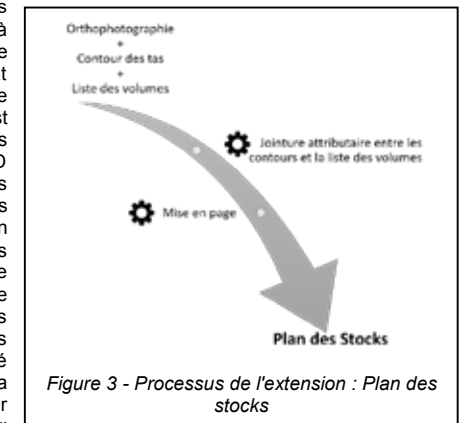 Orthophotographie
+
Contour des tas
+
Liste des volumes
Jointure attributaire entre les
contours et la liste des volumes
Mise en page
Plan des Stocks
Figure 3 - Processus de l'extension : Plan des
stocks